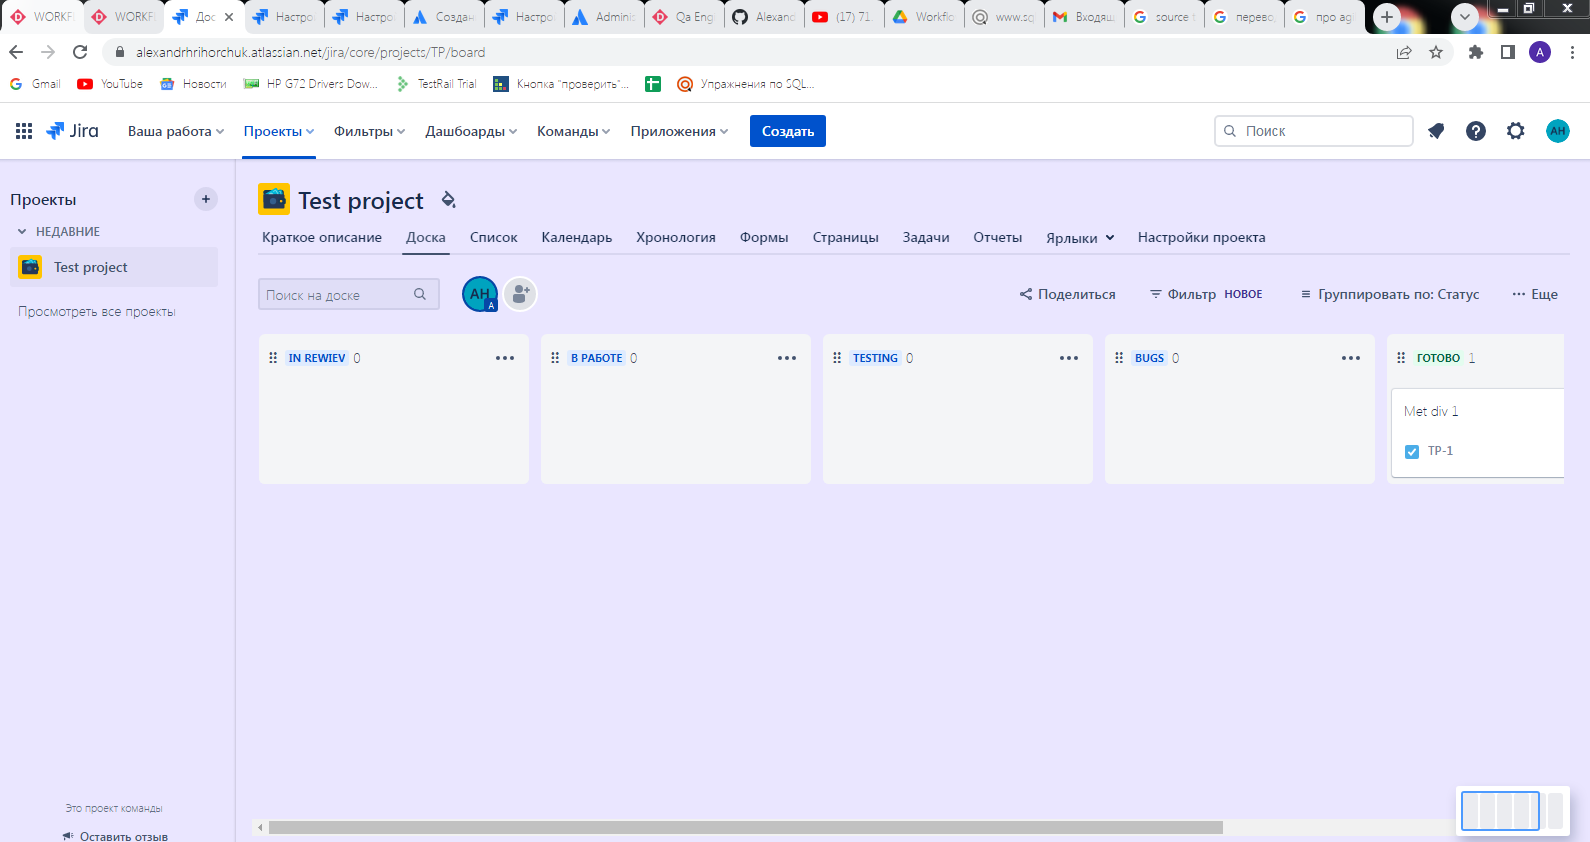 WORKF
WORKF
Дос
Настро
Настро
Создан
Настро
Adminis
Qa Eng
Alexand
(17) 71
Workflo
www.sq
Входящ
source t
перево
про agi
alexandrhrihorchuk.atlassian.net/jira/core/projects/TP/board
A
Gmail
YouTube
Новости
HP G72 Drivers Dow...
TestRail Trial
Кнопка "проверить"...
Упражнения по SQL...
Jira
Ваша работа
Проекты
Фильтры
Дашбоарды
Команды
Приложения
Создать
Поиск
AH
Проекты
НЕДАВНИЕ
Test project
Просмотреть все проекты
Это проект команды
Оставить отзыв
Test project
Краткое описание
Доска
Список
Календарь
Хронология
Формы
Страницы
Задачи
Отчеты
Ярлыки
Настройки проекта
Поиск на доске
AH
A
Поделиться
Фильтр НОВОЕ
Группировать по: Статус
Еще
IN REWIEV 0
В РАБОТЕ 0
TESTING 0
BUGS 0
ГОТОВО 1
Met div 1
TP-1